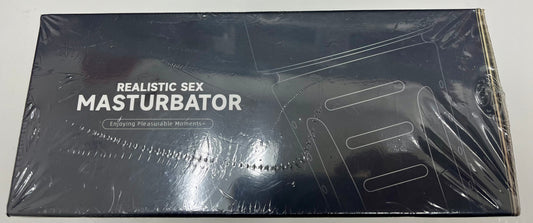 REALISTIC SEX
MASTURBATOR
Enjoying Pleasurable Moments~